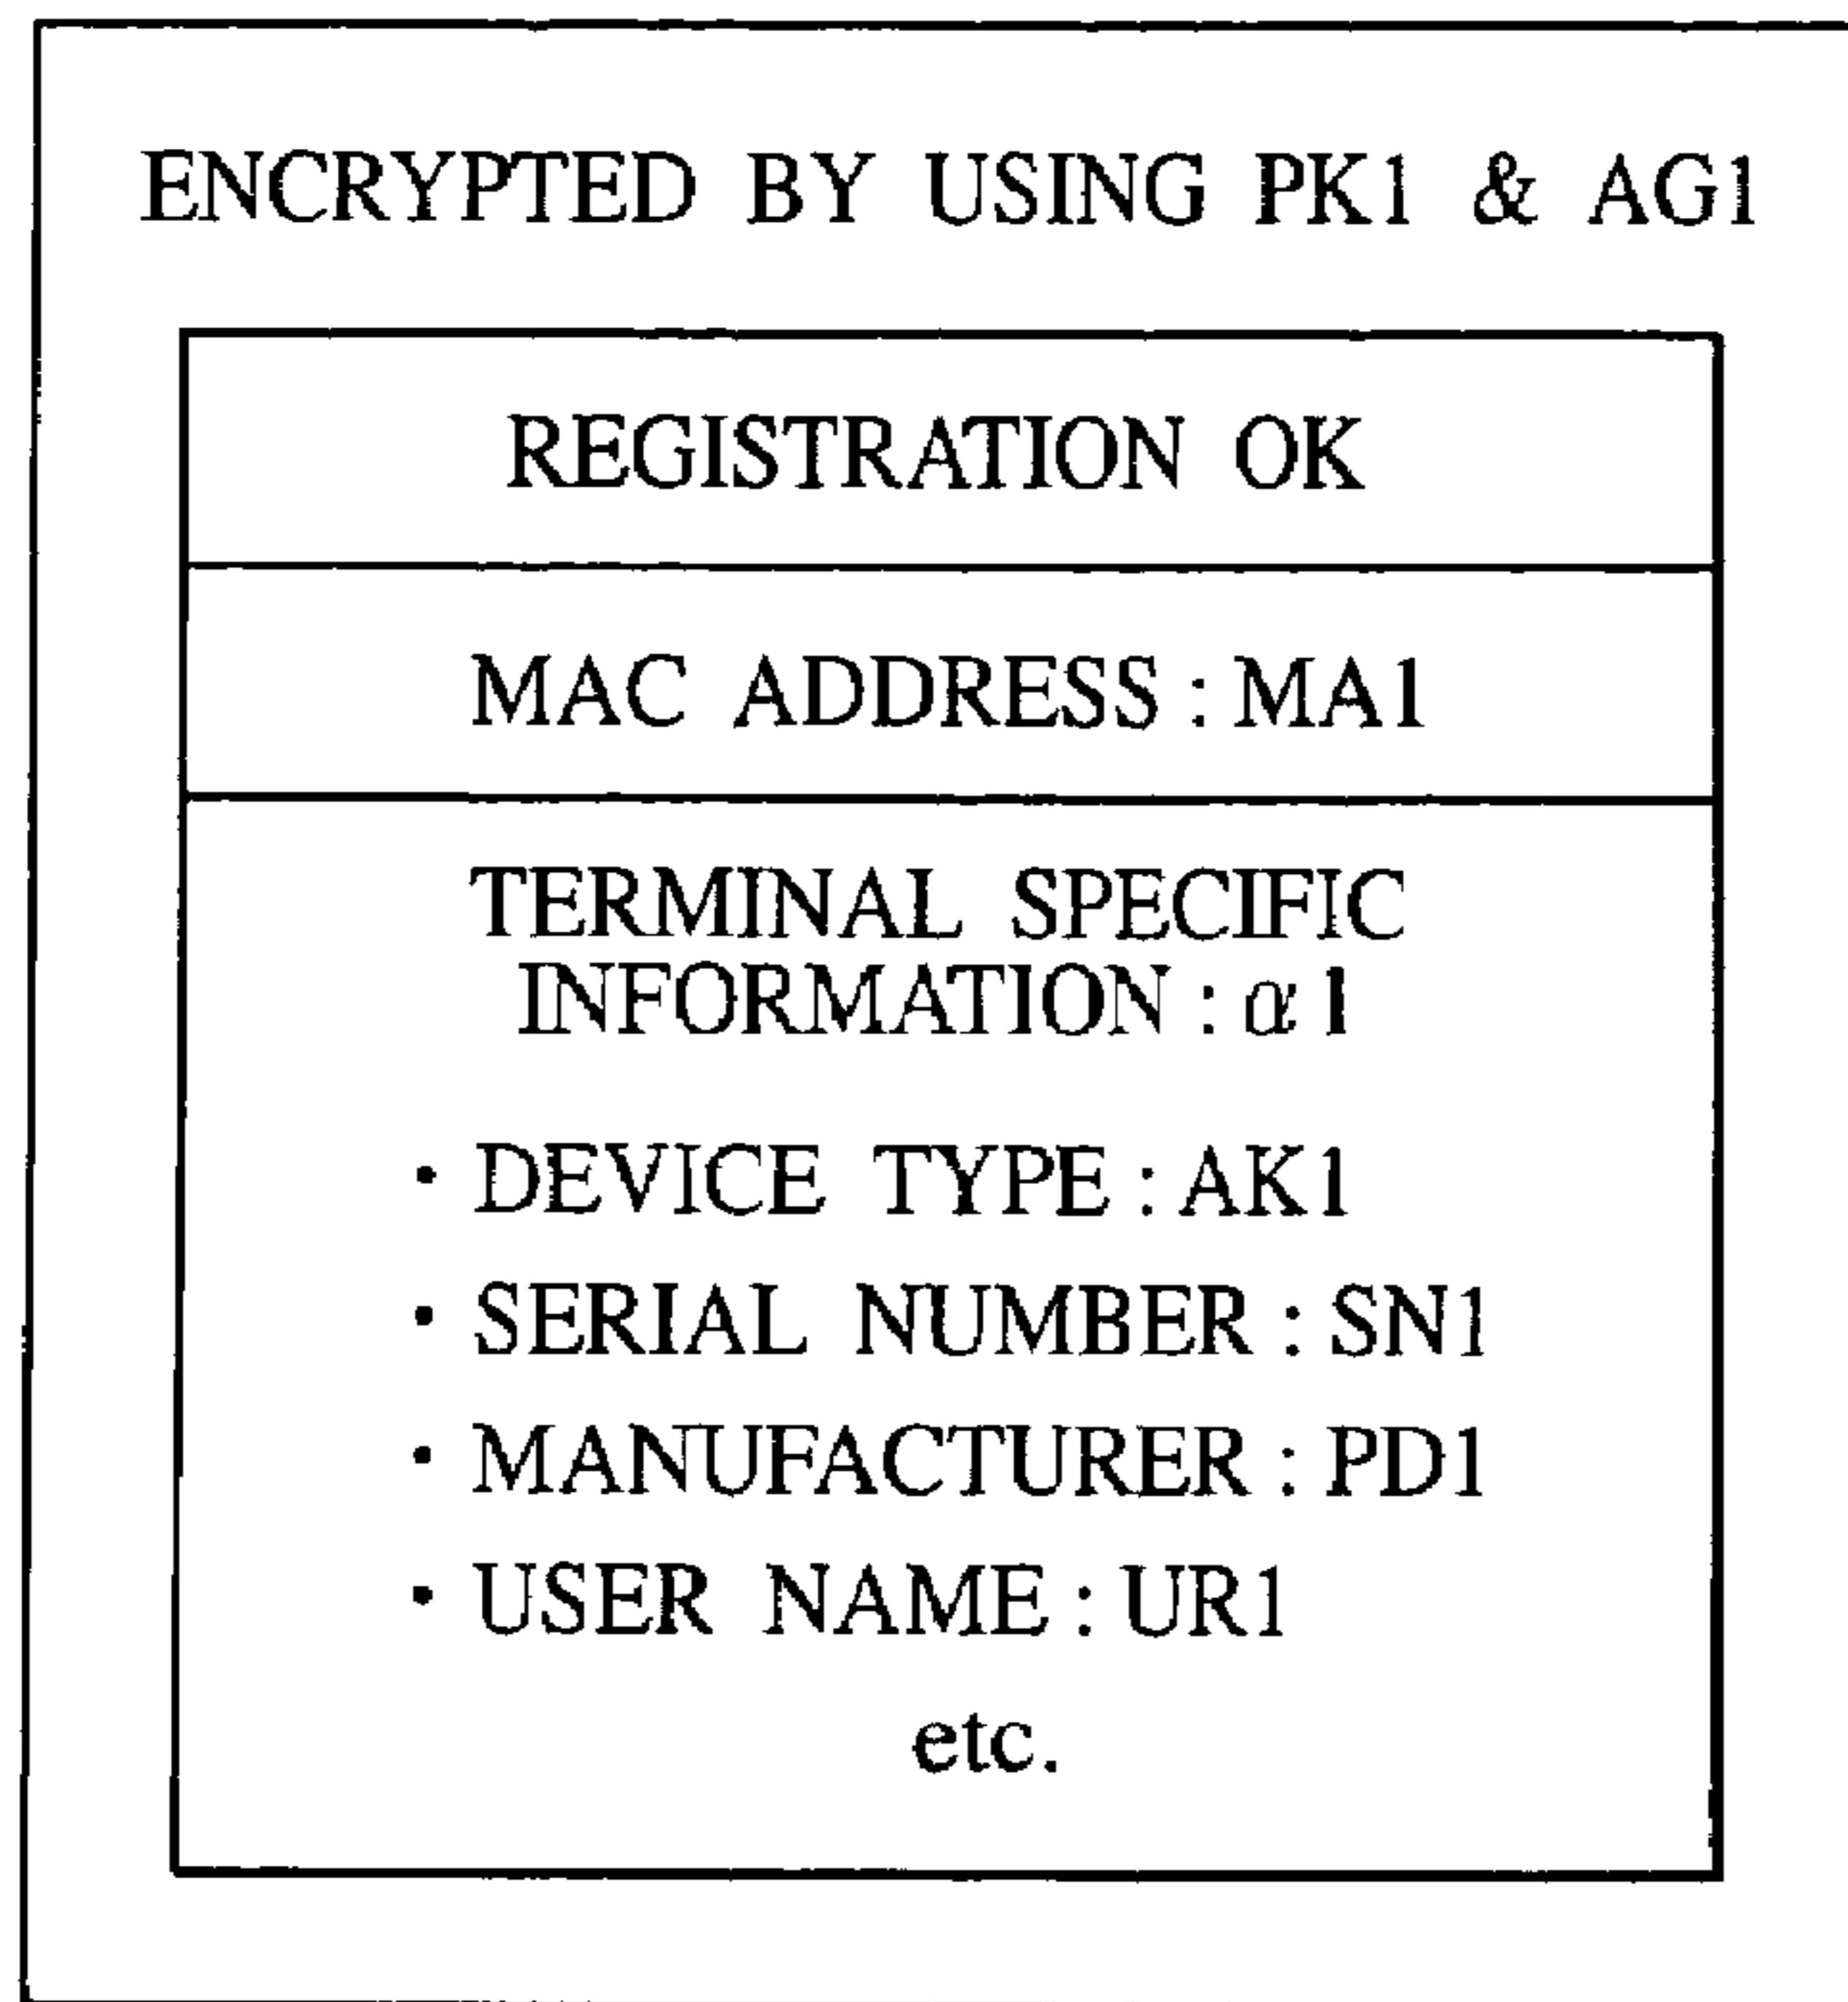 ENCRYPTED BY USING PK1 & AG1
REGISTRATION OK
MAC ADDRESS : MA1
TERMINAL SPECIFIC
INFORMATION : α1
・DEVICE TYPE : AK1
・SERIAL NUMBER : SN1
・MANUFACTURER : PD1
・USER NAME : UR1
etc.